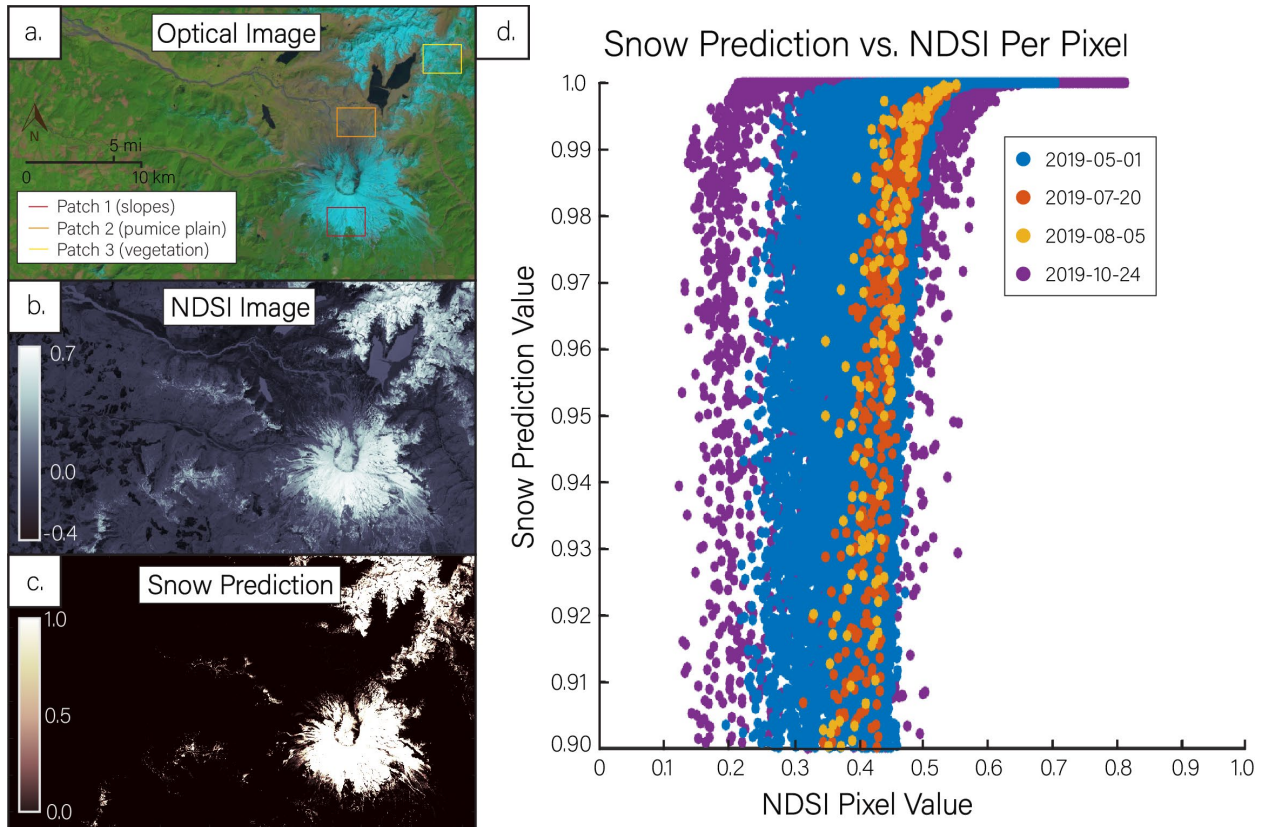 a.
Optical Image
N
5 mi
0
10 km
Patch 1 (slopes)
Patch 2 (pumice plain)
Patch 3 (vegetation)
b.
NDSI Image
0.7
0.0
-0.4
c.
Snow Prediction
1.0
0.5
0.0
d.
Snow Prediction vs. NDSI Per Pixel
Snow Prediction Value
1.0
0.99
0.98
0.97
0.96
0.95
0.94
0.93
0.92
0.91
0.90
2019-05-01
2019-07-20
2019-08-05
2019-10-24
0 0.1 0.2 0.3 0.4 0.5 0.6 0.7 0.8 0.9 1.0
NDSI Pixel Value